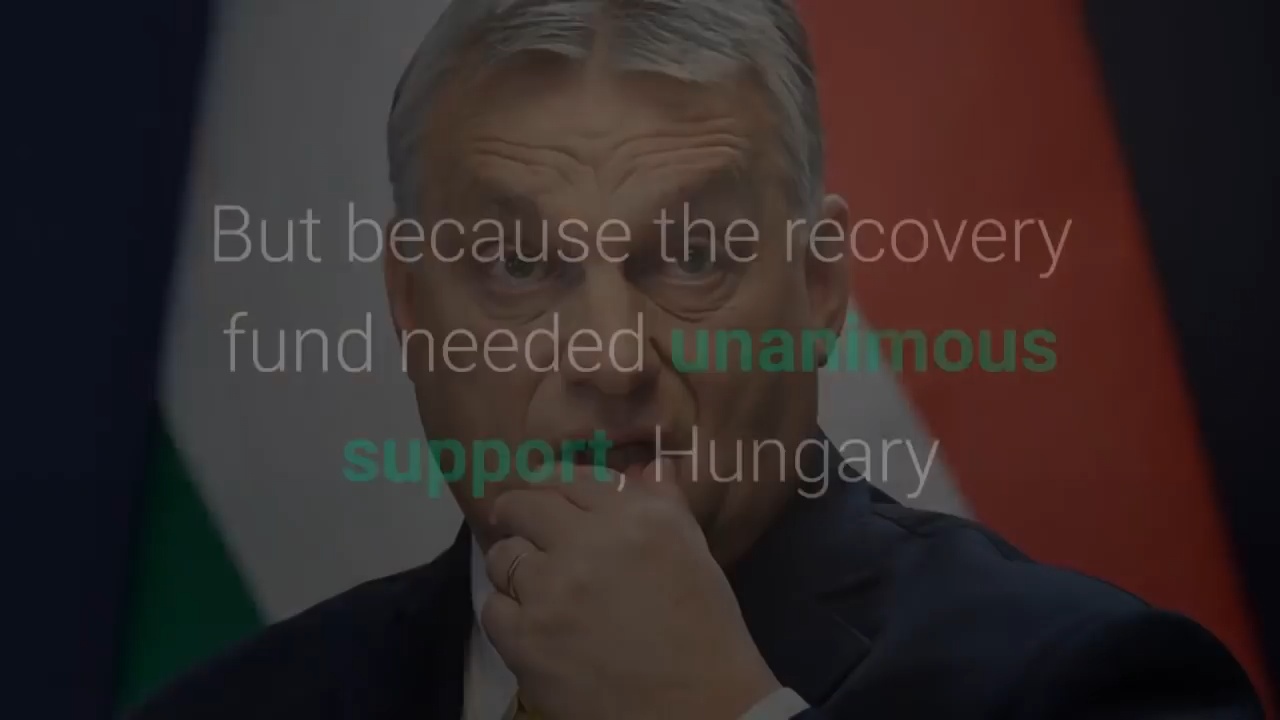 But because the recovery
fund needed unanimous
support, Hungary